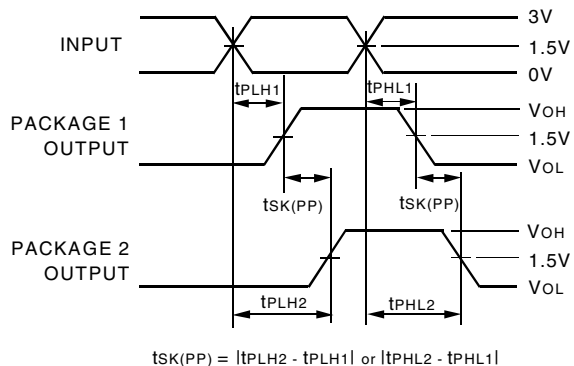 3V
INPUT
1.5V
0V
tPLH1
tPHL1
VOH
PACKAGE 1
OUTPUT
1.5V
VOL
tSK(PP)
tSK(PP)
VOH
PACKAGE 2
OUTPUT
1.5V
VOL
tPLH2
tPHL2
tSK(PP) = |tPLH2 - tPLH1| or |tPHL2 - tPHL1|